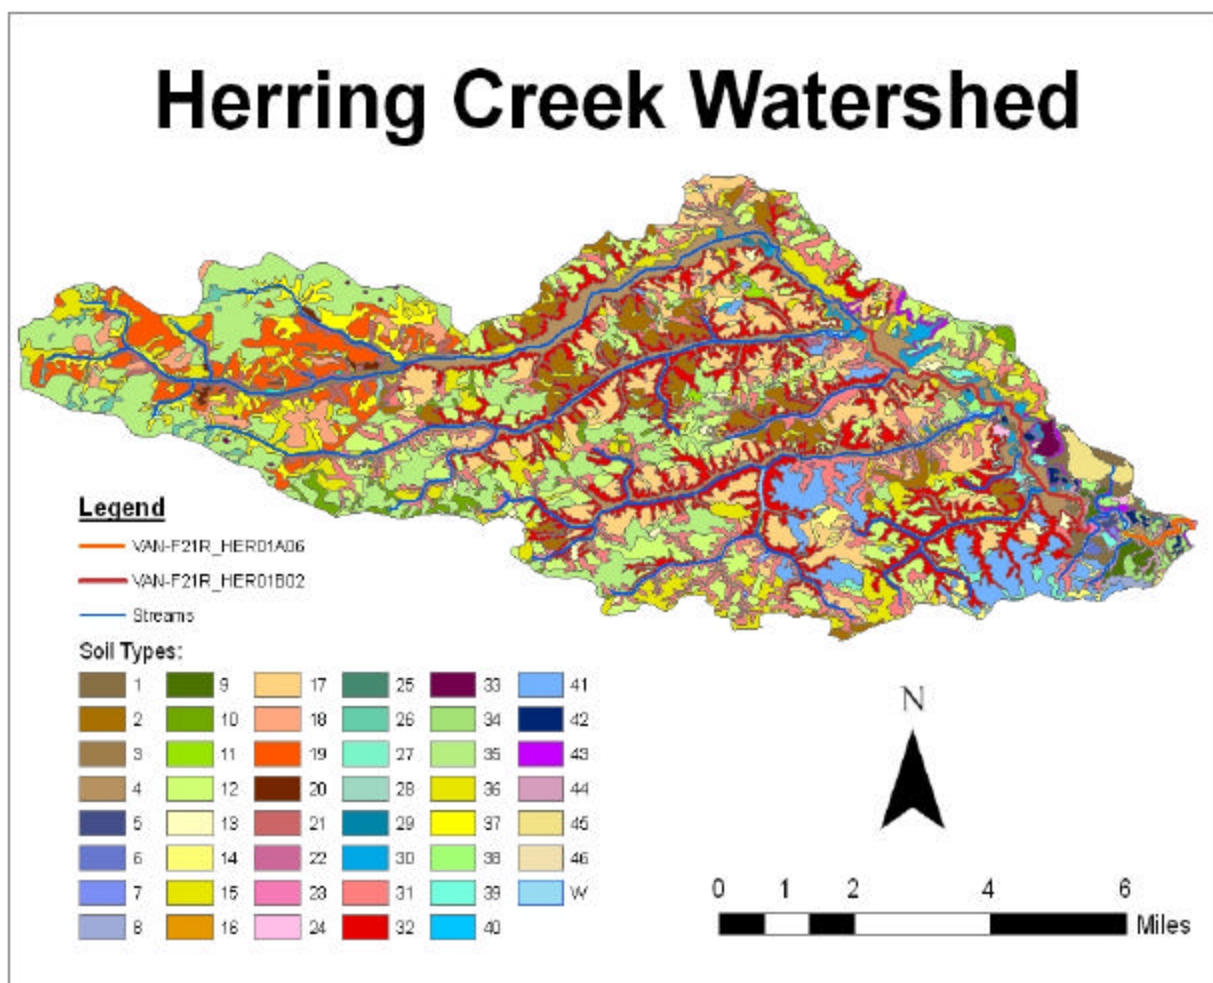 Herring Creek Watershed
Legend
VAN-F21R_HER01A06
VAN-F21R_HER01B02
Streams
Soil Types:
1 9 17 25 33 41
2 10 18 26 34 42
3 11 19 27 35 43
4 12 20 28 36 44
5 13 21 29 37 45
6 14 22 30 38 46
7 15 23 31 39 W
8 16 24 32 40
N
0 1 2 4 6
Miles